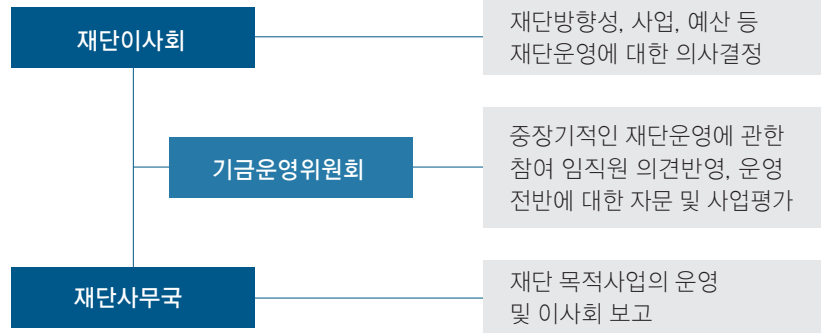 재단이사회
재단방향성, 사업, 예산 등
재단운영에 대한 의사결정
기금운영위원회
중장기적인 재단운영에 관한
참여 임직원 의견반영, 운영
전반에 대한 자문 및 사업평가
재단사무국
재단 목적사업의 운영
및 이사회 보고